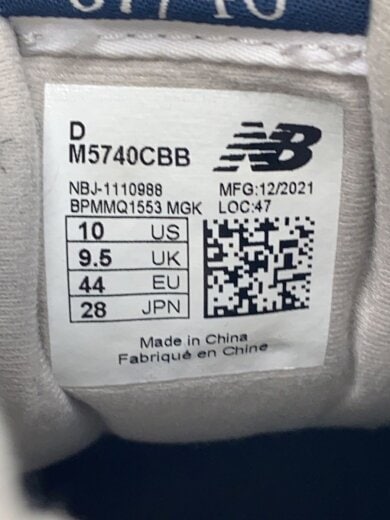 D
M5740CBB
NB
NBJ-1110988 MFG:12/2021
BPMMQ1553 MGK LOC:47
10 US
9.5 UK
44 EU
28 JPN
Made in China
Fabriqué en Chine